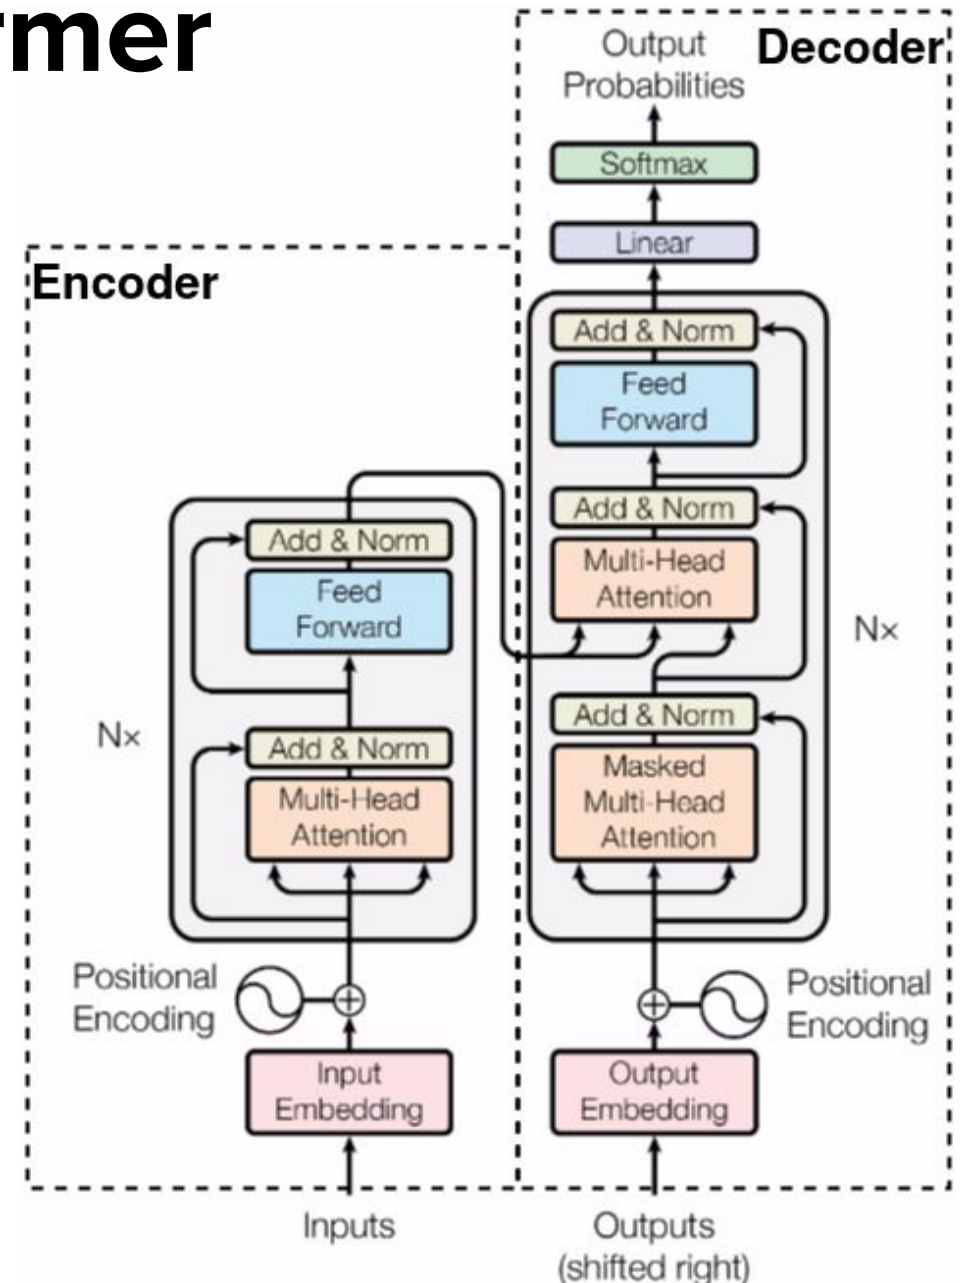 rmer
Decoder
Output
Probabilities
Softmax
Linear
Add & Norm
Feed
Forward
Add & Norm
Multi-Head
Attention
Nx
Add & Norm
Masked
Multi-Head
Attention
Positional
Encoding
Output
Embedding
Outputs
(shifted right)
Encoder
Add & Norm
Feed
Forward
Nx
Add & Norm
Multi-Head
Attention
Positional
Encoding
Input
Embedding
Inputs